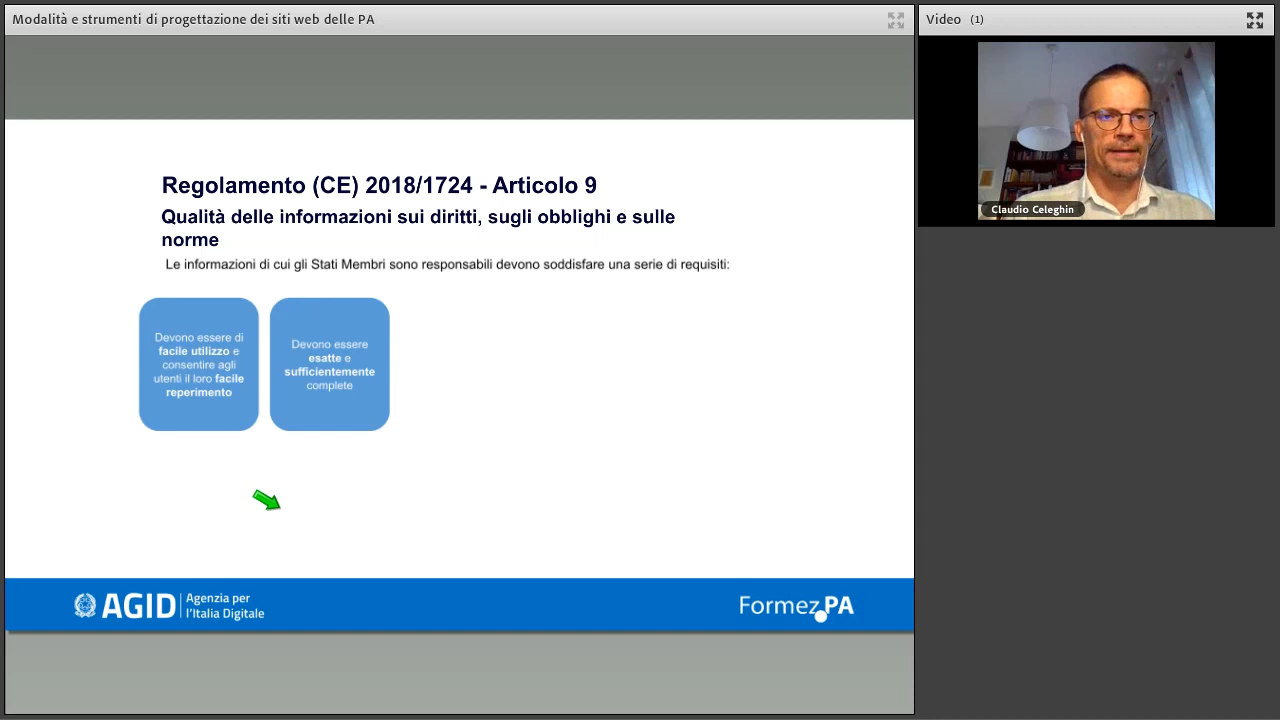 Modalità e strumenti di progettazione dei siti web delle PA
Video (1)
Claudio Celeghin
Regolamento (CE) 2018/1724 - Articolo 9
Qualità delle informazioni sui diritti, sugli obblighi e sulle
norme
Le informazioni di cui gli Stati Membri sono responsabili devono soddisfare una serie di requisiti:
Devono essere di
facile utilizzo e
consentire agli
utenti il loro facile
reperimento
Devono essere
esatte e
sufficientemente
complete
AGID
Agenzia per
l'Italia Digitale
Formez PA